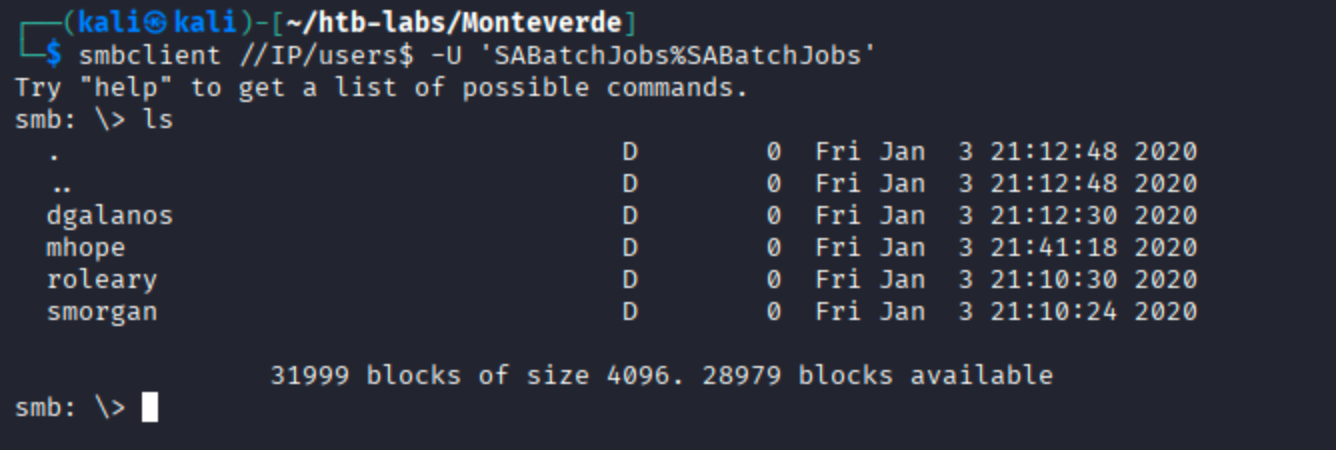 ┌──(kali㉿kali)-[~/htb-labs/Monteverde]
└─$ smbclient //IP/users$ -U 'SABatchJobs%SABatchJobs'
Try "help" to get a list of possible commands.
smb: \> ls
  .                                   D        0  Fri Jan  3 21:12:48 2020
  ..                                  D        0  Fri Jan  3 21:12:48 2020
  dgalanos                            D        0  Fri Jan  3 21:12:30 2020
  mhope                               D        0  Fri Jan  3 21:41:18 2020
  roleary                             D        0  Fri Jan  3 21:10:30 2020
  smorgan                             D        0  Fri Jan  3 21:10:24 2020
                31999 blocks of size 4096. 28979 blocks available
smb: \>